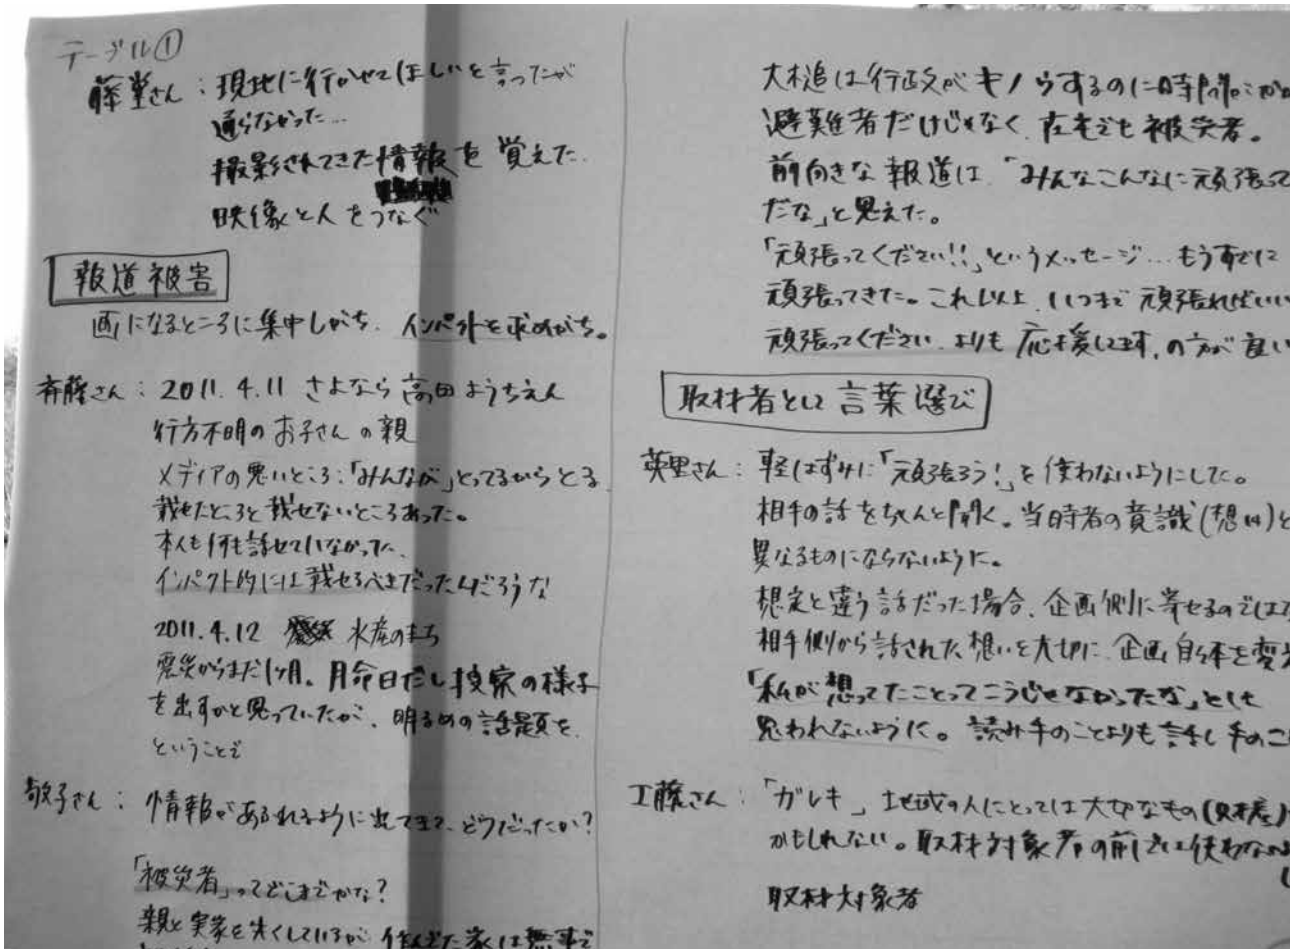 テーブル①
藤堂さん：現地に行かせてほしいと言ったが
通らなかった…
撮影されてきた情報を覚えた.
映像と人をつなぐ
報道被害
画になるところに集中しがち. インパクトを求めがち。
斉藤さん：2011.4.11 さよなら高田ようちえん
行方不明のお子さんの親
メディアの悪いところ：「みんなが」とってるからとる
載せたところと載せないところあった。
本人も何も話せていなかった.
インパクト的には載せるべきだったんだろうな
2011.4.12 水産のまち
震災からまだ1ヶ月。月命日だし捜索の様子
を出すかと思っていたが、明るめの話題を.
ということで
敬子さん：情報があふれるように出てきて、どうだったか？
「被災者」ってどこまでかな？
親と実家を失くしているが 住んでた家は無事で
大槌は行政がキノウするのに時間が
避難者だけじゃなく、在宅でも被災者。
前向きな報道は、「みんなこんなに頑張って
だな」と思えた。
「頑張ってください!!」というメッセージ…もうすでに
頑張ってきた。これ以上、いつまで頑張ればいい
頑張ってください、よりも 応援してます、の方が良い
取材者として言葉選び
英里さん：軽はずみに「頑張ろう！」を使わないようにした。
相手の話をちゃんと聞く。当時者の意識(想い)と
異なるものにならないように。
想定と違う話だった場合、企画側に寄せるのでは
相手側から話された想いを大切に、企画自体を変
「私が想ってたことってこうじゃなかったな」として
思われないように。読み手のことよりも話し手のこ
工藤さん：「ガレキ」地域の人にとっては大切なもの(財産)
かもしれない。取材対象者の前では使わない
取材対象者